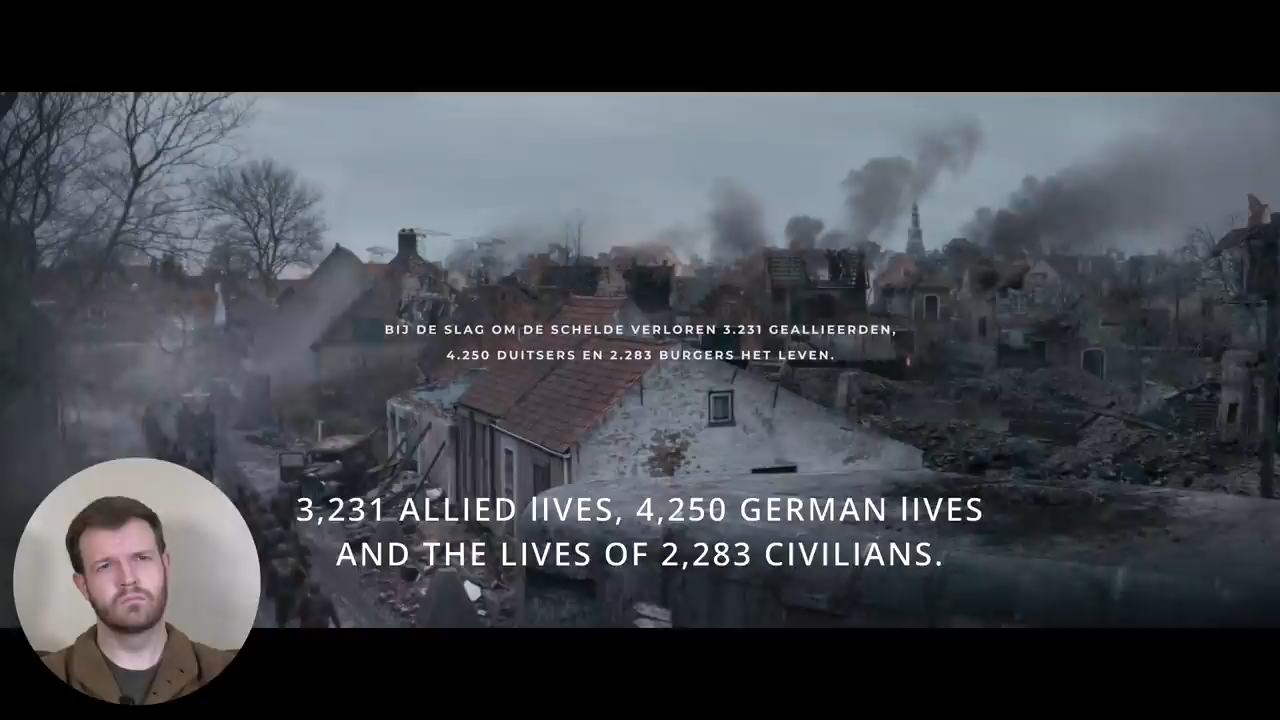 BIJ DE SLAG OM DE SCHELDE VERLOREN 3.231 GEALLIEERDEN,
4.250 DUITSERS EN 2.283 BURGERS HET LEVEN.
3,231 ALLIED lIVES, 4,250 GERMAN lIVES
AND THE LIVES OF 2,283 CIVILIANS.